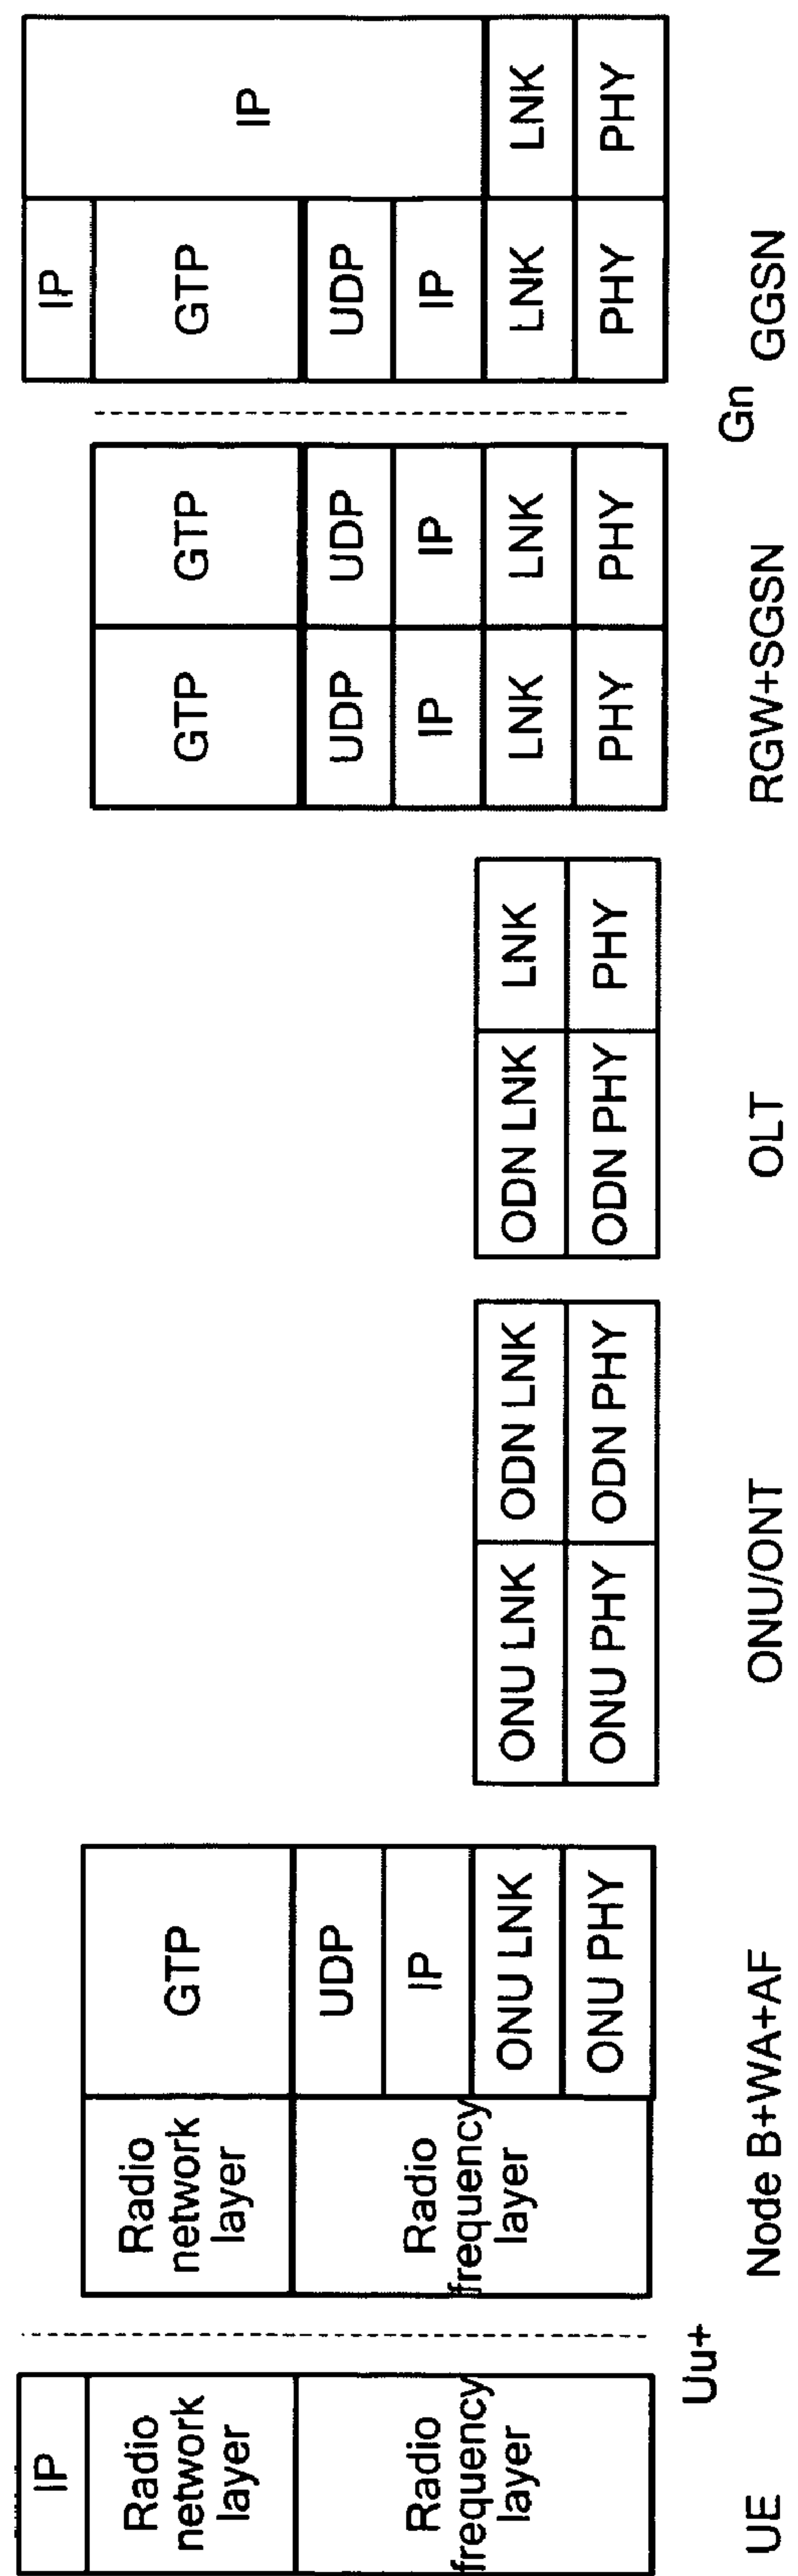 IP
Radio
network
layer
Radio
frequency
layer
UE
Uu+
Radio
network
layer
Radio
frequency
layer
GTP
UDP
IP
ONU LNK
ONU PHY
Node B+WA+AF
ONU LNK
ODN LNK
ONU PHY
ODN PHY
ONU/ONT
ODN LNK
LNK
ODN PHY
PHY
OLT
GTP
GTP
UDP
UDP
IP
IP
LNK
LNK
PHY
PHY
RGW+SGSN
Gn
IP
GTP
UDP
IP
LNK
PHY
IP
LNK
PHY
GGSN